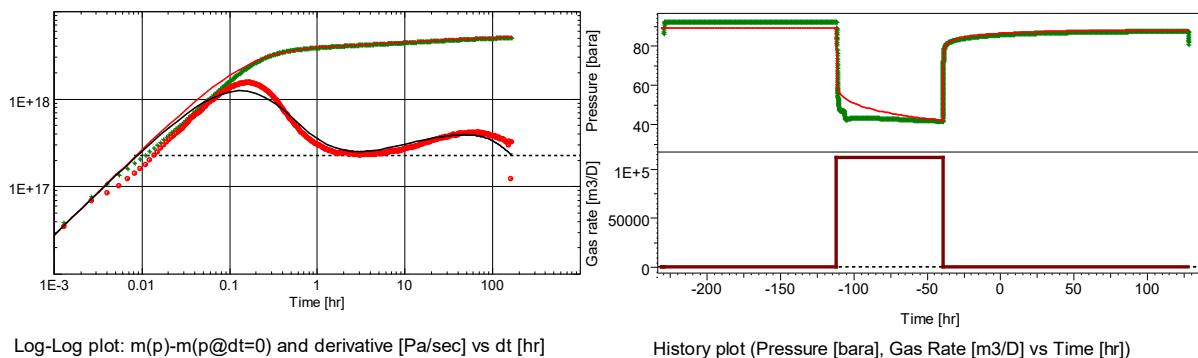 1E+18
1E+17
1E-3
0.01
0.1
1
10
100
Time [hr]
Log-Log plot: m(p)-m(p@dt=0) and derivative [Pa/sec] vs dt [hr]
Pressure [bara]
Gas rate [m3/D]
80
60
40
1E+5
50000
0
-200
-150
-100
-50
0
50
100
Time [hr]
History plot (Pressure [bara], Gas Rate [m3/D] vs Time [hr])